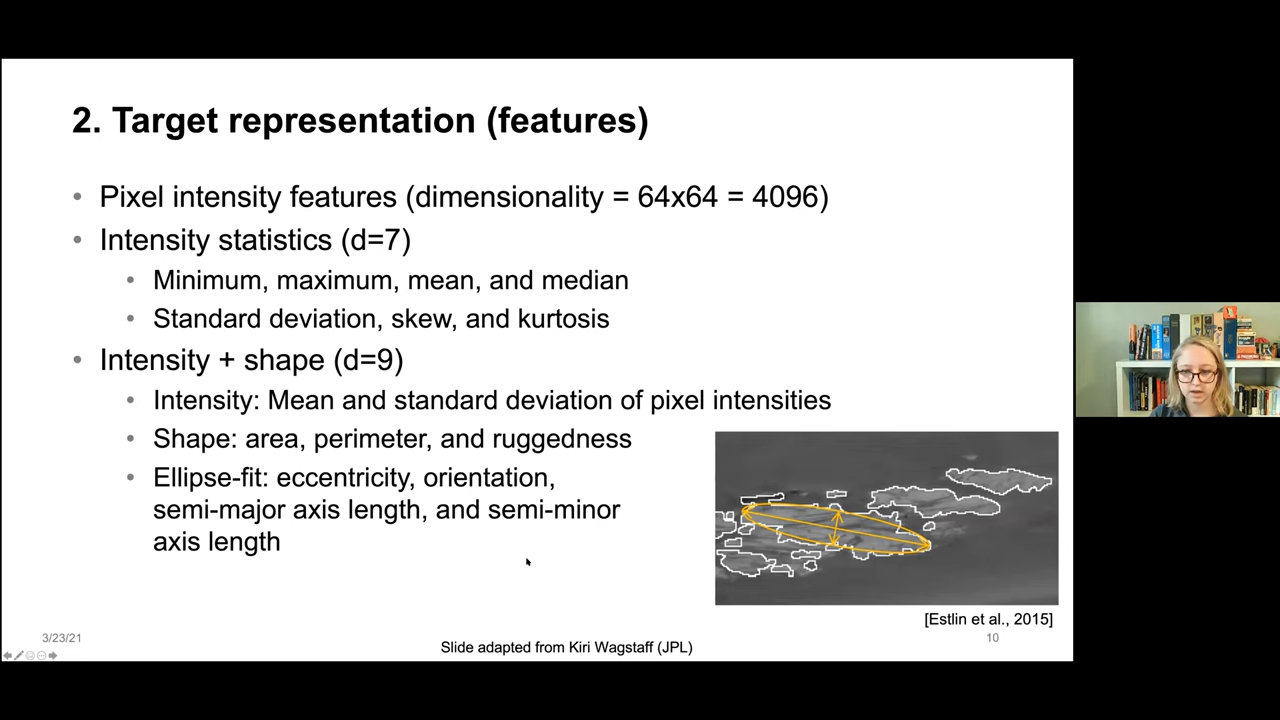 2. Target representation (features)
• Pixel intensity features (dimensionality = 64x64 = 4096)
• Intensity statistics (d=7)
• Minimum, maximum, mean, and median
• Standard deviation, skew, and kurtosis
• Intensity + shape (d=9)
• Intensity: Mean and standard deviation of pixel intensities
• Shape: area, perimeter, and ruggedness
• Ellipse-fit: eccentricity, orientation,
semi-major axis length, and semi-minor
axis length
[Estlin et al., 2015]
3/23/21
Slide adapted from Kiri Wagstaff (JPL)
10